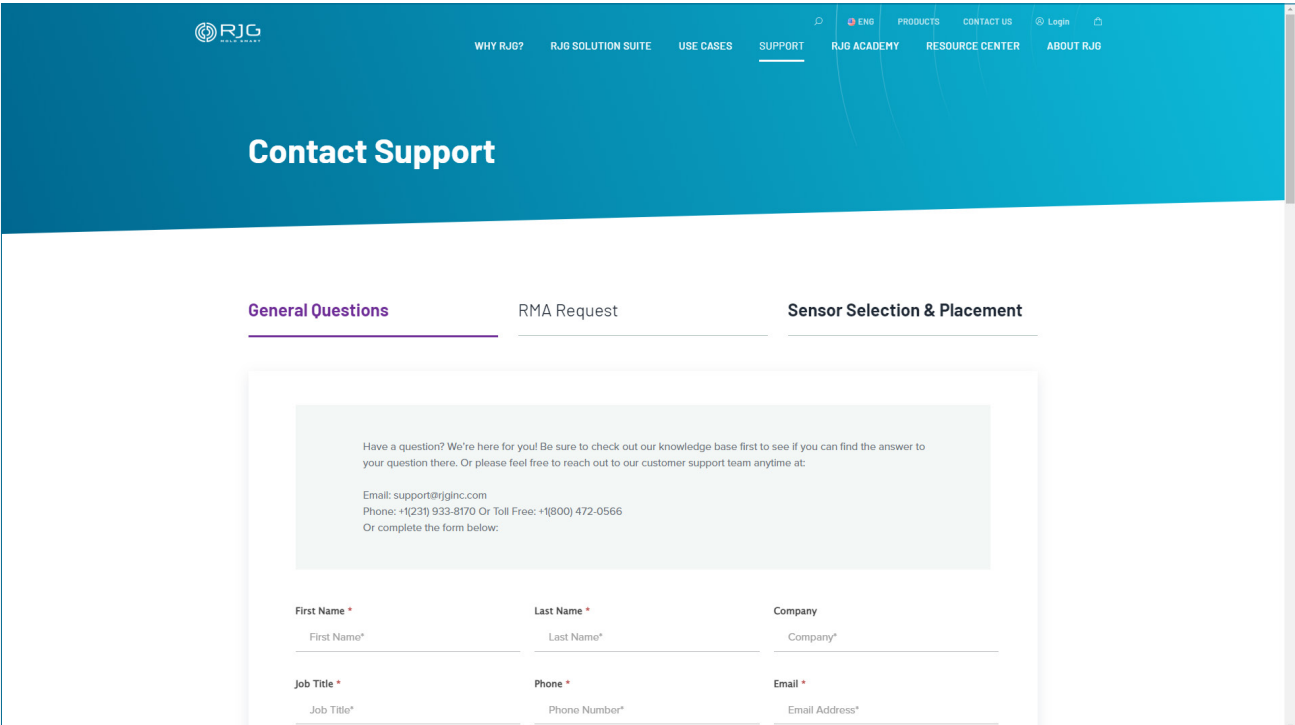 RJG
MOLD SMART
ENG PRODUCTS CONTACT US Login
WHY RJG? RJG SOLUTION SUITE USE CASES SUPPORT RJG ACADEMY RESOURCE CENTER ABOUT RJG
Contact Support
General Questions RMA Request Sensor Selection & Placement
Have a question? We're here for you! Be sure to check out our knowledge base first to see if you can find the answer to
your question there. Or please feel free to reach out to our customer support team anytime at:
Email: support@rjginc.com
Phone: +1(231) 933-8170 Or Toll Free: +1(800) 472-0566
Or complete the form below:
First Name * Last Name * Company
First Name* Last Name* Company*
Job Title * Phone * Email *
Job Title* Phone Number* Email Address*